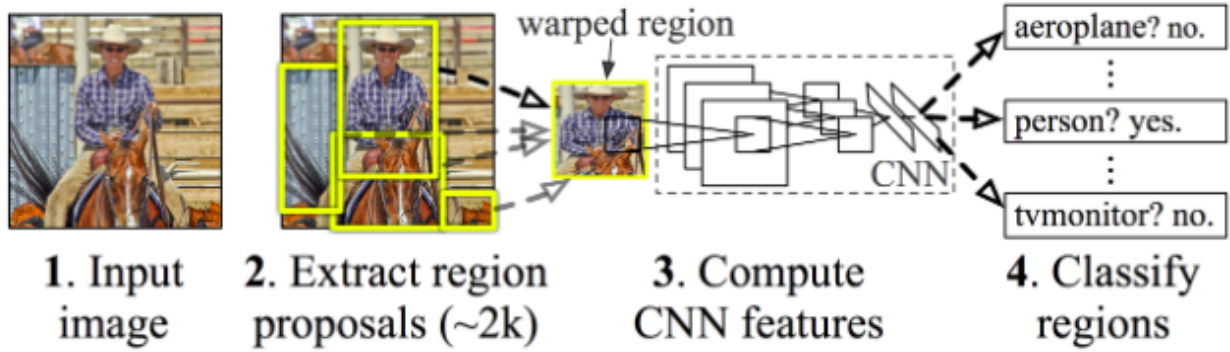 warped region
aeroplane? no.
⋮
person? yes.
CNN
⋮
tvmonitor? no.
1. Input
image
2. Extract region
proposals (~2k)
3. Compute
CNN features
4. Classify
regions